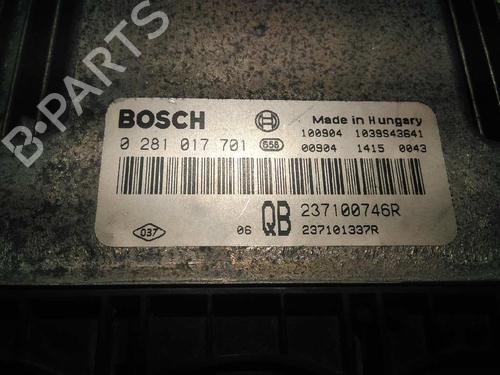 B-PARTS
BOSCH
Made in Hungary
100904 1039S43641
0 281 017 701 658
00904 1415 0043
037
06 QB 237100746R
237101337R